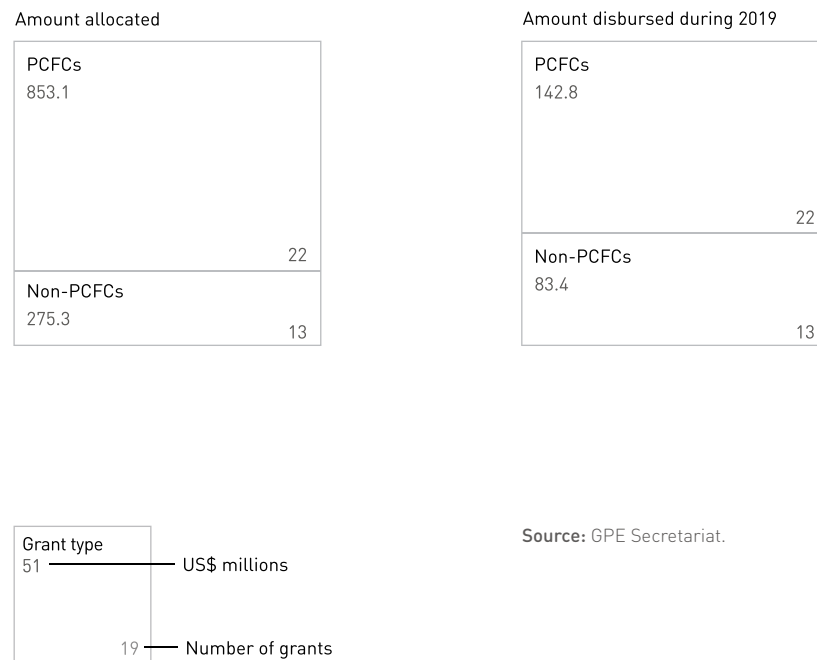 Amount allocated
PCFCs
853.1
22
Non-PCFCs
275.3
13
Amount disbursed during 2019
PCFCs
142.8
22
Non-PCFCs
83.4
13
Grant type
51
US$ millions
19
Number of grants
Source: GPE Secretariat.